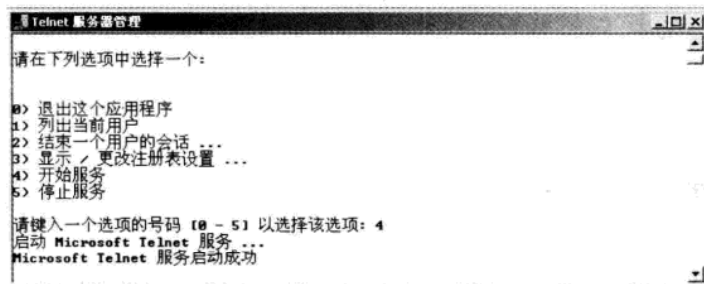 Telnet 服务器管理
请在下列选项中选择一个:
0) 退出这个应用程序
1) 列出当前用户
2) 结束一个用户的会话 ...
3) 显示 / 更改注册表设置 ...
4) 开始服务
5) 停止服务
请键入一个选项的号码 [0 - 5] 以选择该选项: 4
启动 Microsoft Telnet 服务 ...
Microsoft Telnet 服务启动成功